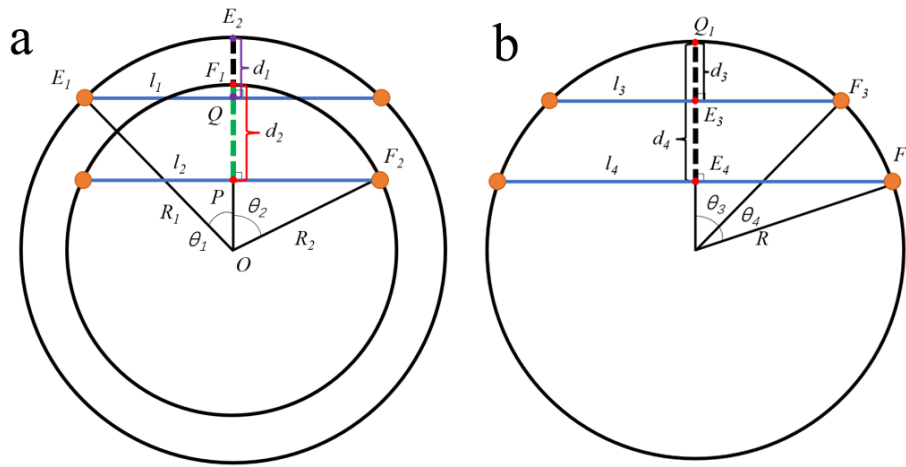 a
E2
E1
l1
F1
d1
Q
d2
l2
F2
P
θ2
R1
θ1
R2
O
b
Q1
l3
d3
F3
E3
d4
l4
E4
F
θ3
θ4
R